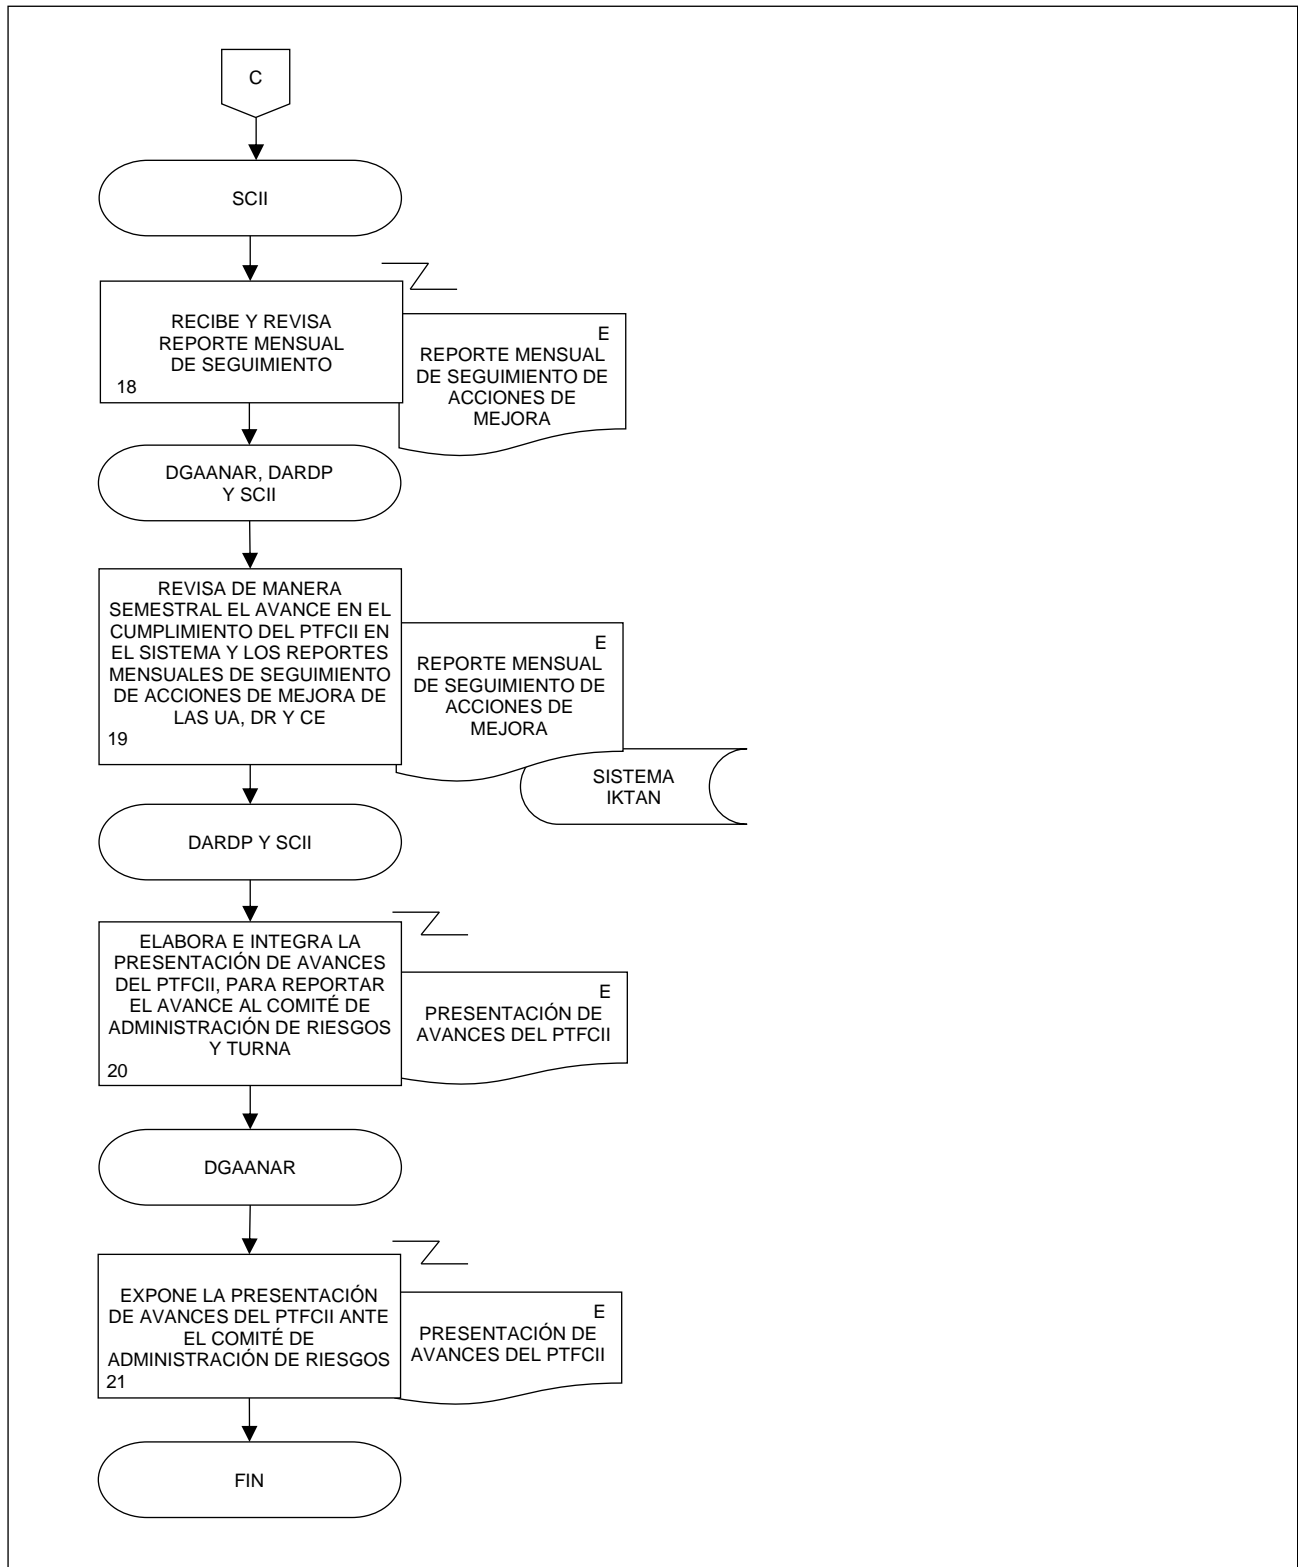 C
SCII
RECIBE Y REVISA
REPORTE MENSUAL
DE SEGUIMIENTO
18
E
REPORTE MENSUAL
DE SEGUIMIENTO DE
ACCIONES DE
MEJORA
DGAANAR, DARDP
Y SCII
REVISA DE MANERA
SEMESTRAL EL AVANCE EN EL
CUMPLIMIENTO DEL PTFCII EN
EL SISTEMA Y LOS REPORTES
MENSUALES DE SEGUIMIENTO
DE ACCIONES DE MEJORA DE
LAS UA, DR Y CE
19
E
REPORTE MENSUAL
DE SEGUIMIENTO DE
ACCIONES DE
MEJORA
SISTEMA
IKTAN
DARDP Y SCII
ELABORA E INTEGRA LA
PRESENTACIÓN DE AVANCES
DEL PTFCII, PARA REPORTAR
EL AVANCE AL COMITÉ DE
ADMINISTRACIÓN DE RIESGOS
Y TURNA
20
E
PRESENTACIÓN DE
AVANCES DEL PTFCII
DGAANAR
EXPONE LA PRESENTACIÓN
DE AVANCES DEL PTFCII ANTE
EL COMITÉ DE
ADMINISTRACIÓN DE RIESGOS
21
E
PRESENTACIÓN DE
AVANCES DEL PTFCII
FIN